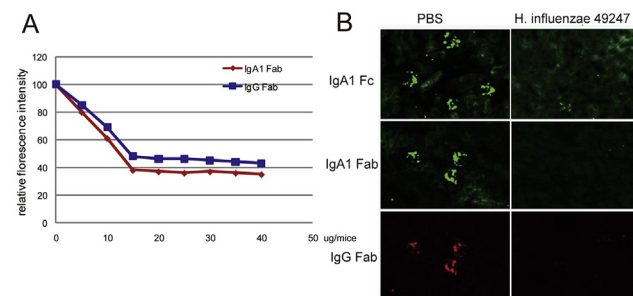 A
relative florescence intensity
120
100
80
60
40
20
0
0 10 20 30 40 50 ug/mice
IgA1 Fab
IgG Fab
B
PBS H. influenzae 49247
IgA1 Fc
IgA1 Fab
IgG Fab